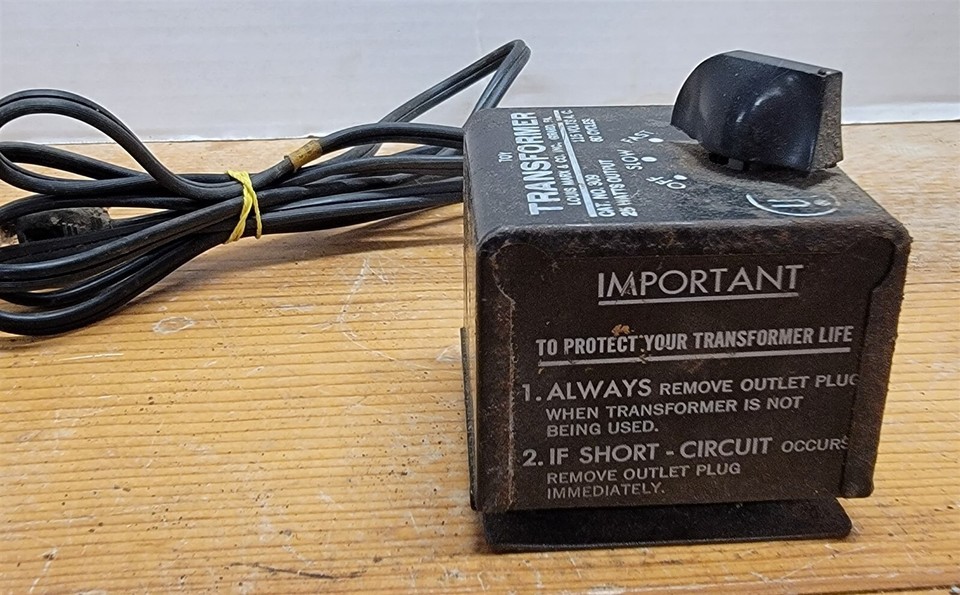 TOY
TRANSFORMER
LOUIS MARX & CO. INC. GIRARD, PA.
CAT. NO. 309 115 VOLTS A.C.
25 WATTS OUTPUT 60 CYCLES
OFF SLOW FAST
U
IMPORTANT
TO PROTECT YOUR TRANSFORMER LIFE
1. ALWAYS REMOVE OUTLET PLUG
WHEN TRANSFORMER IS NOT
BEING USED.
2. IF SHORT - CIRCUIT OCCURS
REMOVE OUTLET PLUG
IMMEDIATELY.